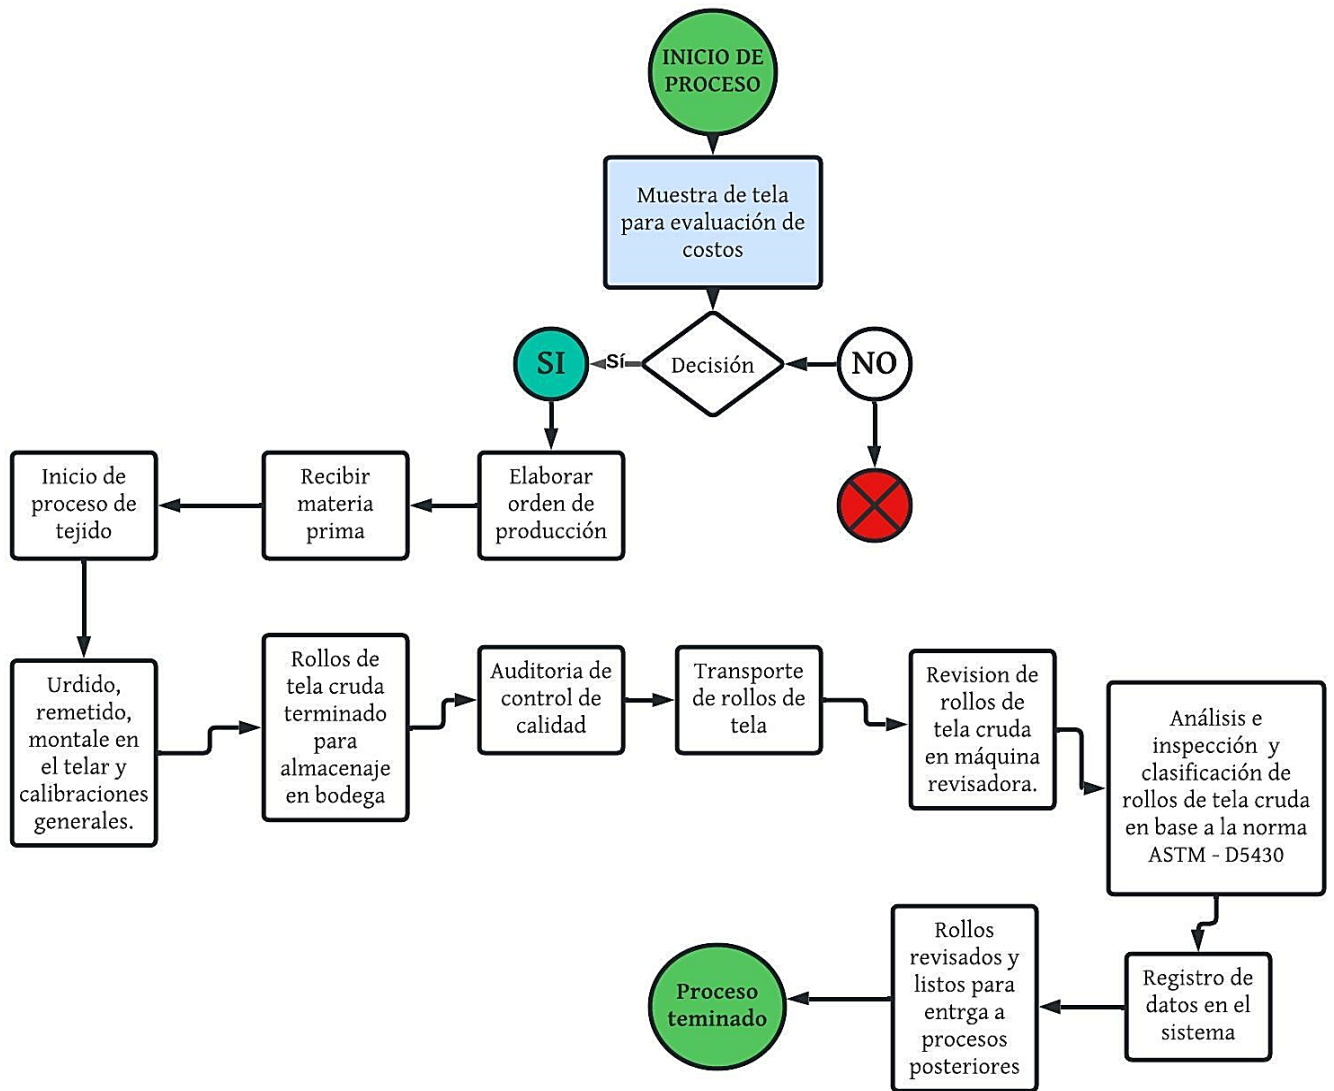 INICIO DE
PROCESO
Muestra de tela
para evaluación de
costos
SI
Sí
Decisión
NO
Inicio de
proceso de
tejido
Recibir
materia
prima
Elaborar
orden de
producción
Urdido,
remetido,
montale en
el telar y
calibraciones
generales.
Rollos de
tela cruda
terminado
para
almacenaje
en bodega
Auditoria de
control de
calidad
Transporte
de rollos de
tela
Revision de
rollos de
tela cruda
en máquina
revisadora.
Análisis e
inspección y
clasificación de
rollos de tela cruda
en base a la norma
ASTM - D5430
Registro de
datos en el
sistema
Rollos
revisados y
listos para
entrga a
procesos
posteriores
Proceso
teminado